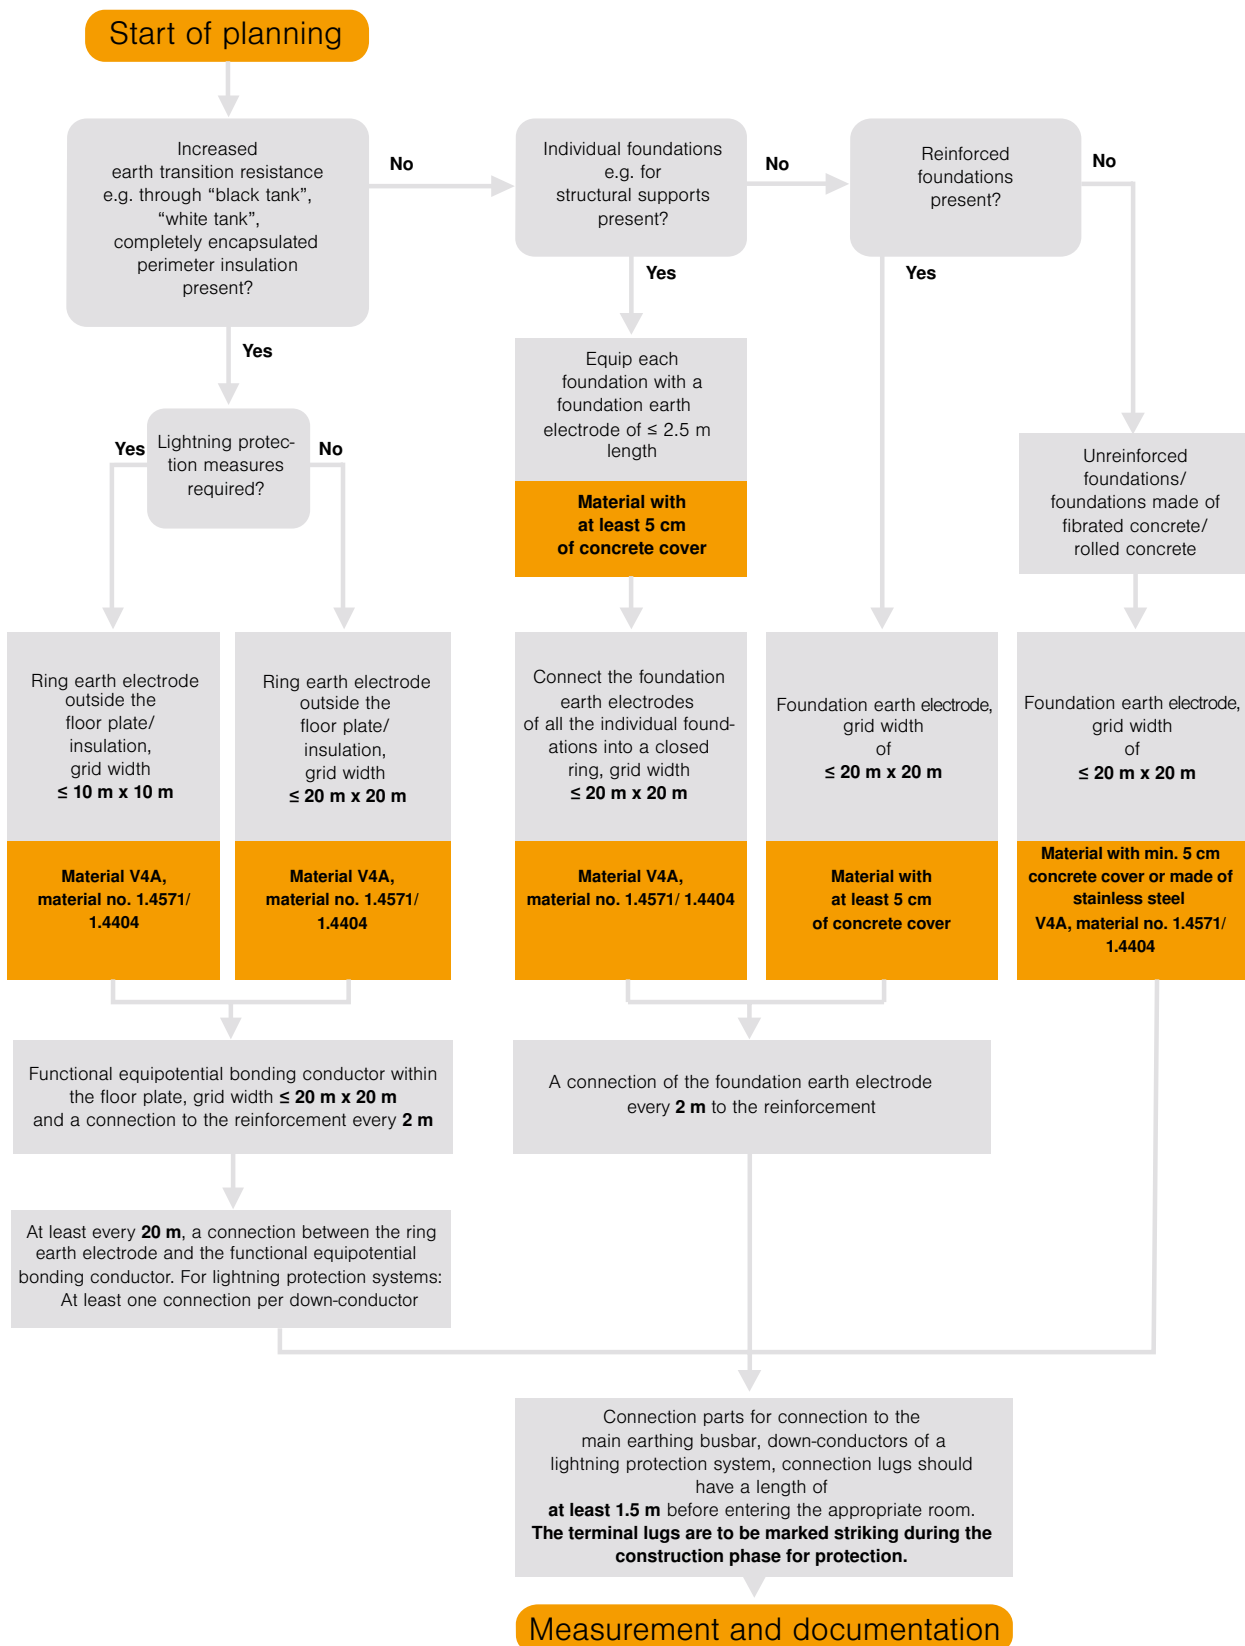 Start of planning
Increased
earth transition resistance
e.g. through “black tank”,
“white tank”,
completely encapsulated
perimeter insulation
present?
No
Individual foundations
e.g. for
structural supports
present?
No
Reinforced
foundations
present?
No
Yes
Yes
Yes
Equip each
foundation with a
foundation earth
electrode of ≤ 2.5 m
length
Material with
at least 5 cm
of concrete cover
Yes
Lightning protec-
tion measures
required?
No
Unreinforced
foundations/
foundations made of
fibrated concrete/
rolled concrete
Ring earth electrode
outside the
floor plate/
insulation,
grid width
≤ 10 m x 10 m
Material V4A,
material no. 1.4571/
1.4404
Ring earth electrode
outside the
floor plate/
insulation,
grid width
≤ 20 m x 20 m
Material V4A,
material no. 1.4571/
1.4404
Connect the foundation
earth electrodes
of all the individual found-
ations into a closed
ring, grid width
≤ 20 m x 20 m
Material V4A,
material no. 1.4571/ 1.4404
Foundation earth electrode,
grid width
of
≤ 20 m x 20 m
Material with
at least 5 cm
of concrete cover
Foundation earth electrode,
grid width
of
≤ 20 m x 20 m
Material with min. 5 cm
concrete cover or made of
stainless steel
V4A, material no. 1.4571/
1.4404
Functional equipotential bonding conductor within
the floor plate, grid width ≤ 20 m x 20 m
and a connection to the reinforcement every 2 m
A connection of the foundation earth electrode
every 2 m to the reinforcement
At least every 20 m, a connection between the ring
earth electrode and the functional equipotential
bonding conductor. For lightning protection systems:
At least one connection per down-conductor
Connection parts for connection to the
main earthing busbar, down-conductors of a
lightning protection system, connection lugs should
have a length of
at least 1.5 m before entering the appropriate room.
The terminal lugs are to be marked striking during the
construction phase for protection.
Measurement and documentation